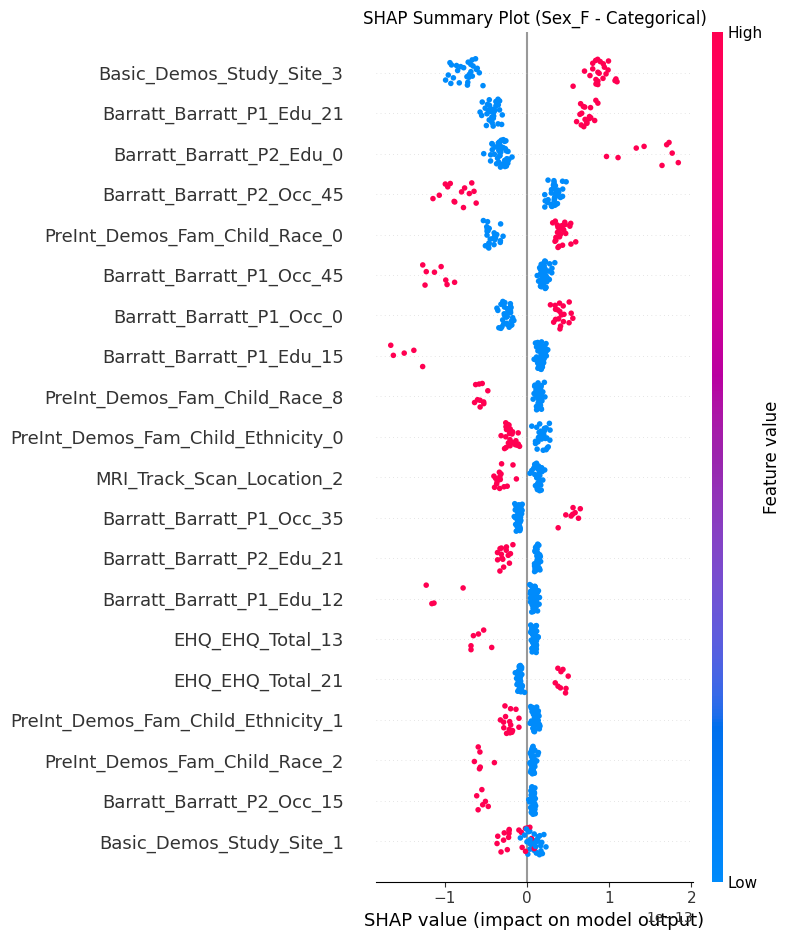 SHAP Summary Plot (Sex_F - Categorical)
High
Basic_Demos_Study_Site_3
Barratt_Barratt_P1_Edu_21
Barratt_Barratt_P2_Edu_0
Barratt_Barratt_P2_Occ_45
PreInt_Demos_Fam_Child_Race_0
Barratt_Barratt_P1_Occ_45
Barratt_Barratt_P1_Occ_0
Barratt_Barratt_P1_Edu_15
PreInt_Demos_Fam_Child_Race_8
PreInt_Demos_Fam_Child_Ethnicity_0
MRI_Track_Scan_Location_2
Barratt_Barratt_P1_Occ_35
Barratt_Barratt_P2_Edu_21
Barratt_Barratt_P1_Edu_12
EHQ_EHQ_Total_13
EHQ_EHQ_Total_21
PreInt_Demos_Fam_Child_Ethnicity_1
PreInt_Demos_Fam_Child_Race_2
Barratt_Barratt_P2_Occ_15
Basic_Demos_Study_Site_1
Feature value
Low
−1 0 1 2
SHAP value (impact on model output)